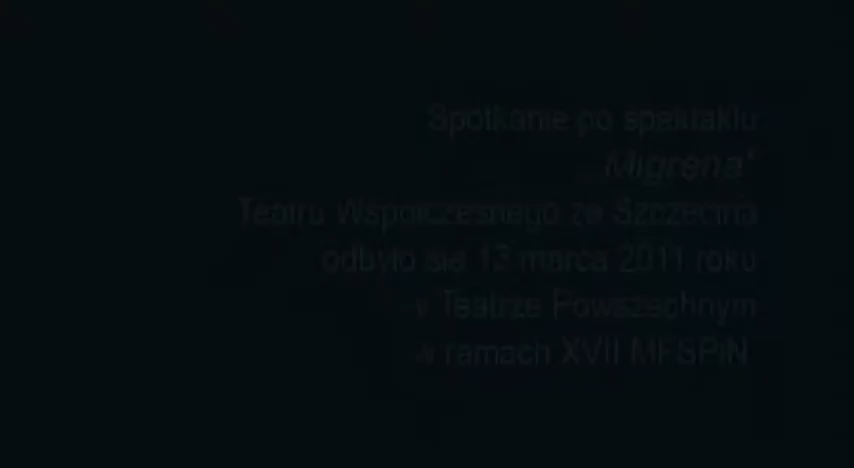 Spotkanie po spektaklu
„Migrena"
Teatru Współczesnego ze Szczecina
odbyło się 13 marca 2011 roku
w Teatrze Powszechnym
w ramach XVII MFSPiN.